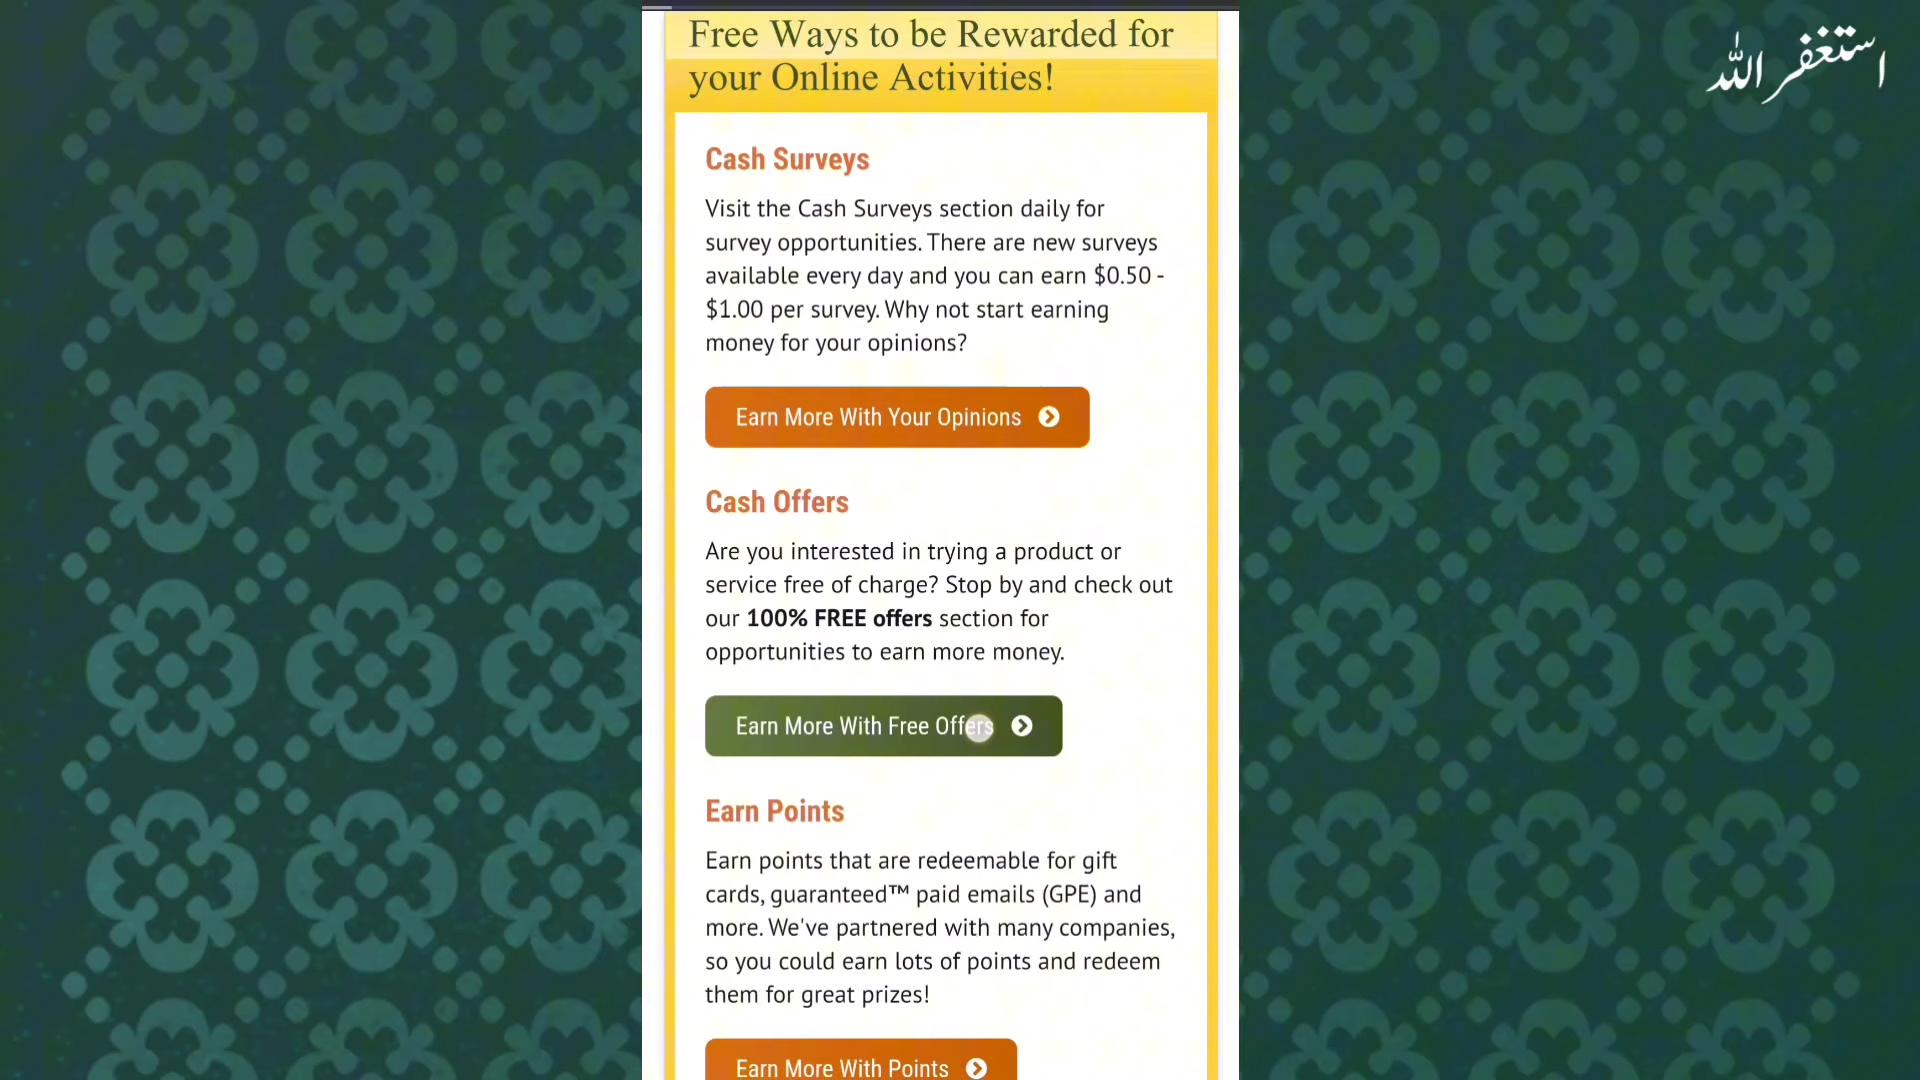 Free Ways to be Rewarded for
your Online Activities!
استغفر الله
Cash Surveys
Visit the Cash Surveys section daily for
survey opportunities. There are new surveys
available every day and you can earn $0.50 -
$1.00 per survey. Why not start earning
money for your opinions?
Earn More With Your Opinions
Cash Offers
Are you interested in trying a product or
service free of charge? Stop by and check out
our 100% FREE offers section for
opportunities to earn more money.
Earn More With Free Offers
Earn Points
Earn points that are redeemable for gift
cards, guaranteed™ paid emails (GPE) and
more. We've partnered with many companies,
so you could earn lots of points and redeem
them for great prizes!
Earn More With Points